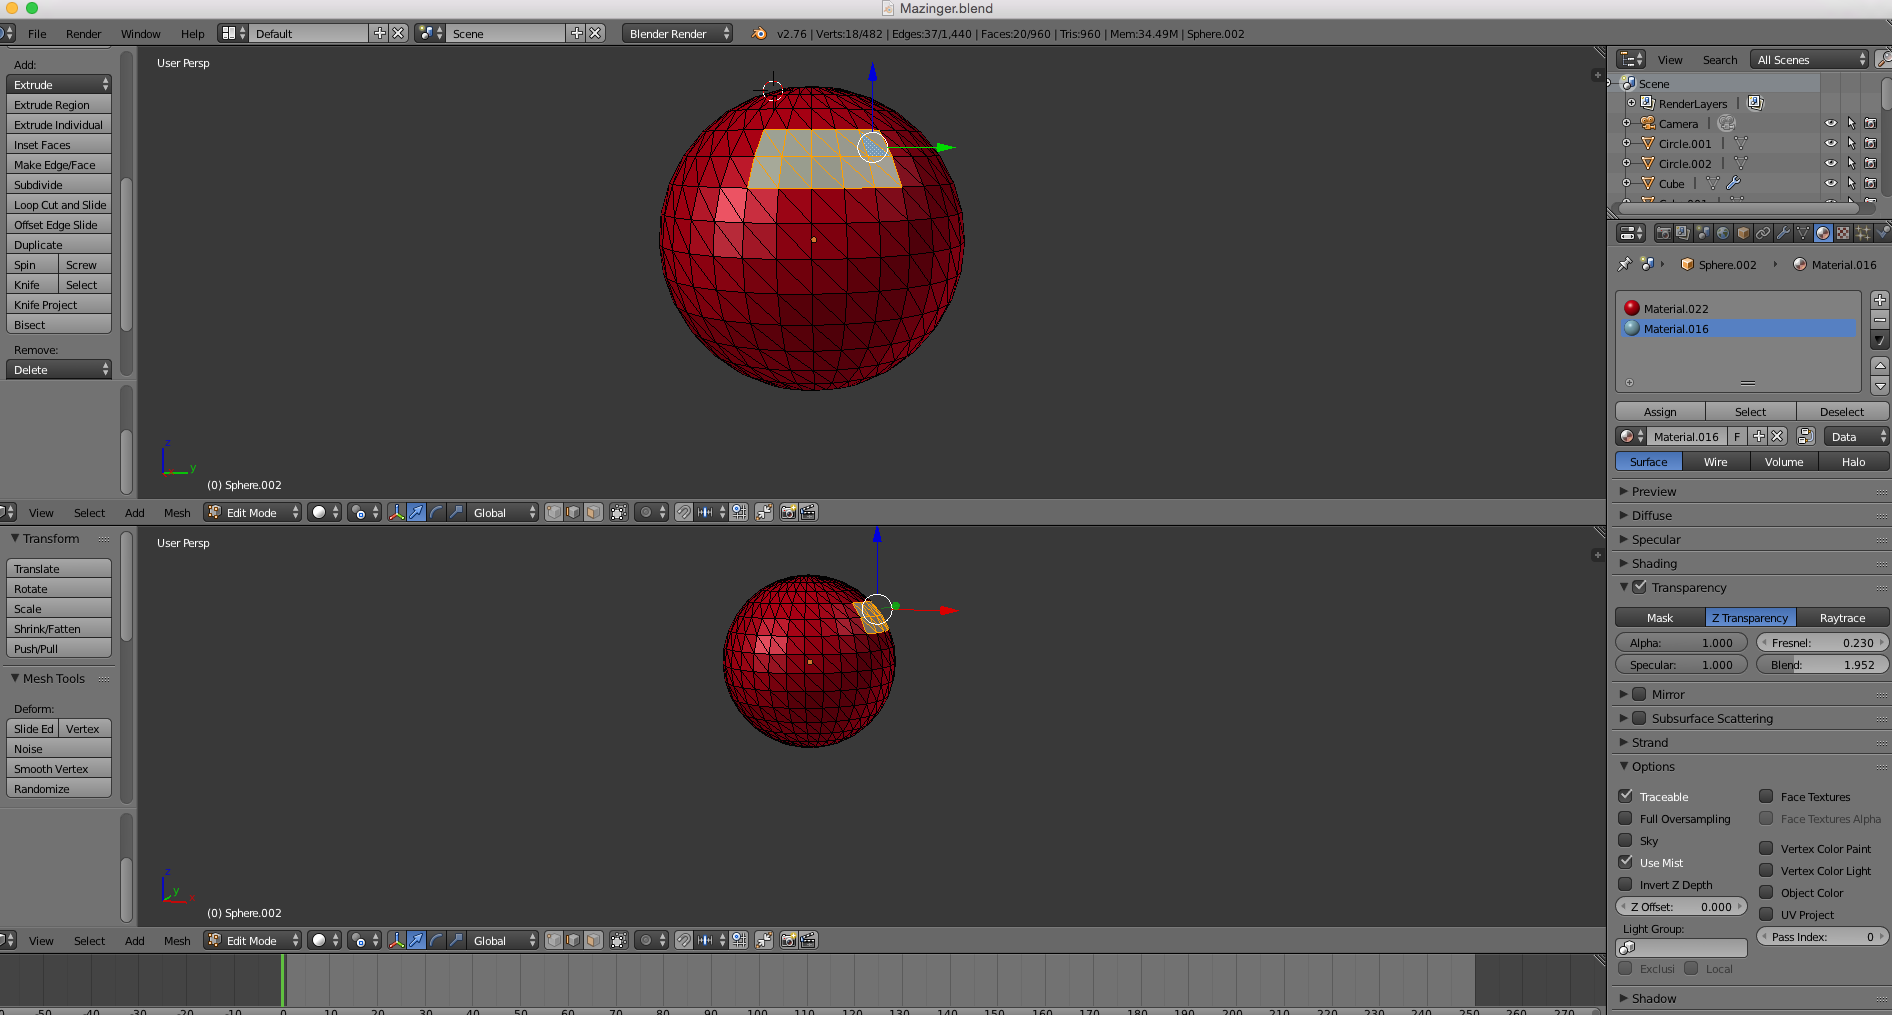 Mazinger.blend
File Render Window Help Default Scene Blender Render v2.76 | Verts:18/482 | Edges:37/1,440 | Faces:20/960 | Tris:960 | Mem:34.49M | Sphere.002
Add:
Extrude
Extrude Region
Extrude Individual
Inset Faces
Make Edge/Face
Subdivide
Loop Cut and Slide
Offset Edge Slide
Duplicate
Spin Screw
Knife Select
Knife Project
Bisect
Remove:
Delete
User Persp
z
y
(0) Sphere.002
View Select Add Mesh Edit Mode Global
Transform
Translate
Rotate
Scale
Shrink/Fatten
Push/Pull
Mesh Tools
Deform:
Slide Ed Vertex
Noise
Smooth Vertex
Randomize
User Persp
z
y
x
(0) Sphere.002
View Select Add Mesh Edit Mode Global
-50 -40 -30 -20 -10 0 10 20 30 40 50 60 70 80 90 100 110 120 130 140 150 160 170 180 190 200 210 220 230 240 250 260 270
View Search All Scenes
Scene
RenderLayers |
Camera |
Circle.001 |
Circle.002 |
Cube |
Sphere.002 Material.016
Material.022
Material.016
Assign Select Deselect
Material.016 F Data
Surface Wire Volume Halo
Preview
Diffuse
Specular
Shading
Transparency
Mask Z Transparency Raytrace
Alpha: 1.000 Fresnel: 0.230
Specular: 1.000 Blend: 1.952
Mirror
Subsurface Scattering
Strand
Options
Traceable Face Textures
Full Oversampling Face Textures Alpha
Sky Vertex Color Paint
Use Mist Vertex Color Light
Invert Z Depth Object Color
Z Offset: 0.000 UV Project
Light Group: Pass Index: 0
Exclusi Local
Shadow